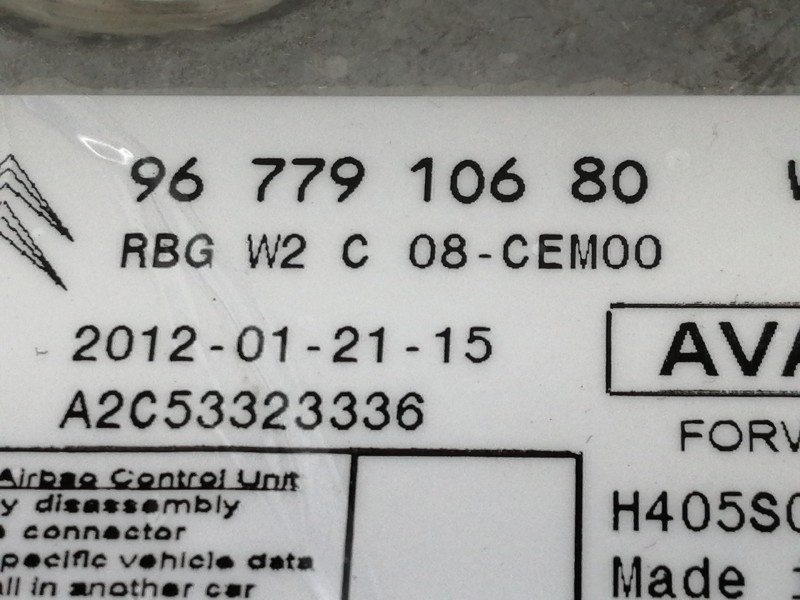 96 779 106 80
RBG W2 C 08-CEM00
2012-01-21-15
A2C53323336
AVA
FORV
H405S
Made
Airbag Control Unit
y disassembly
connector
pecific vehicle data
all in another car